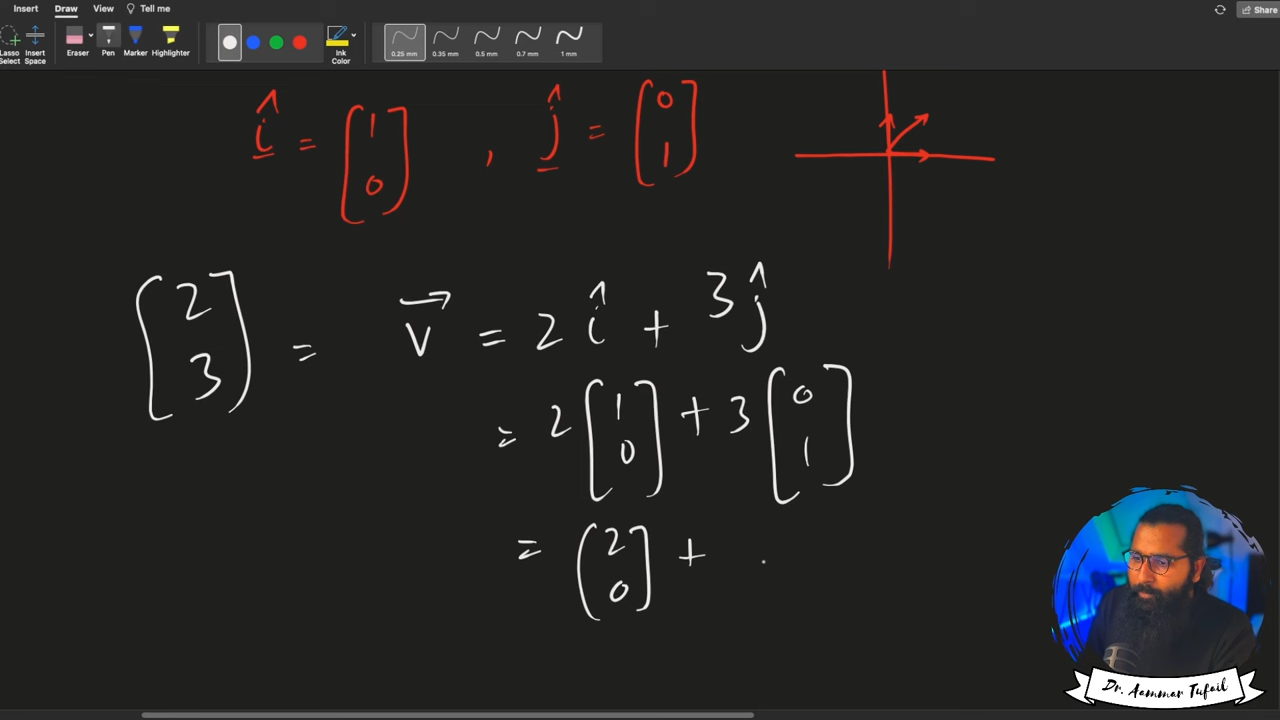 Insert Draw View Tell me
Share
Lasso Select
Insert Space
Eraser
Pen
Marker
Highlighter
Ink Color
0.25 mm
0.35 mm
0.5 mm
0.7 mm
1 mm
î = [1 0] , ĵ = [0 1]
[2 3] = v⃗ = 2 î + 3 ĵ
= 2 [1 0] + 3 [0 1]
= [2 0] +
Dr. Aammar Tufail